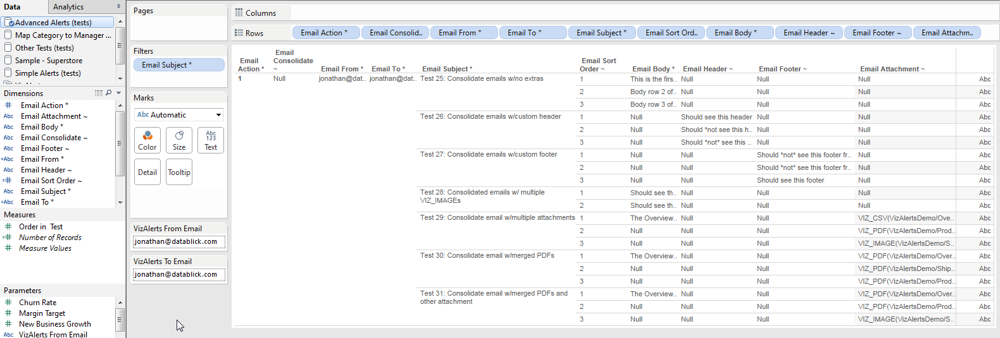 Data
Analytics
Advanced Alerts (tests)
Map Category to Manager ...
Other Tests (tests)
Sample - Superstore
Simple Alerts (tests)
Dimensions
Email Action *
Abc Email Attachment ~
Abc Email Body *
Abc Email Consolidate ~
Abc Email Footer ~
=Abc Email From *
Abc Email Header ~
Email Sort Order ~
Abc Email Subject *
=Abc Email To *
Measures
Order in Test
Number of Records
Measure Values
Parameters
Churn Rate
Margin Target
New Business Growth
Abc VizAlerts From Email
Pages
Filters
Email Subject *
Marks
Abc Automatic
Color
Size
Abc
123
Text
Detail
Tooltip
VizAlerts From Email
jonathan@datablick.com
VizAlerts To Email
jonathan@datablick.com
Columns
Rows Email Action * Email Consolid.. Email From * Email To * Email Subject * Email Sort Ord.. Email Body * Email Header ~ Email Footer ~ Email Attachm..
Email Action * Email Consolidate ~ Email From * Email To * Email Subject * Email Sort Order ~ Email Body * Email Header ~ Email Footer ~ Email Attachment ~
1 Null jonathan@dat.. jonathan@dat.. Test 25: Consolidate emails w/no extras 1 This is the firs.. Null Null Null Abc
2 Body row 2 of.. Null Null Null Abc
3 Body row 3 of.. Null Null Null Abc
Test 26: Consolidate emails w/custom header 1 Null Should see this header Null Null Abc
2 Null Should *not see this h.. Null Null Abc
3 Null Should *not* see this .. Null Null Abc
Test 27: Consolidate emails w/custom footer 1 Null Null Should *not* see this footer fr.. Null Abc
2 Null Null Should *not* see this footer fr.. Null Abc
3 Null Null Should see this footer Null Abc
Test 28: Consolidated emails w/ multiple VIZ_IMAGEs 1 Should see th.. Null Null Null Abc
2 Should see th.. Null Null Null Abc
Test 29: Consolidate email w/multiple attachments 1 The Overview.. Null Null VIZ_CSV(VizAlertsDemo/Ove.. Abc
2 Null Null Null VIZ_PDF(VizAlertsDemo/Prod.. Abc
3 Null Null Null VIZ_IMAGE(VizAlertsDemo/S.. Abc
Test 30: Consolidate email w/merged PDFs 1 The Overview.. Null Null VIZ_PDF(VizAlertsDemo/Over.. Abc
2 Null Null Null VIZ_PDF(VizAlertsDemo/Ship.. Abc
3 Null Null Null VIZ_PDF(VizAlertsDemo/Prod.. Abc
Test 31: Consolidate email w/merged PDFs and other attachment 1 The Overview.. Null Null VIZ_PDF(VizAlertsDemo/Over.. Abc
2 Null Null Null VIZ_PDF(VizAlertsDemo/Prod.. Abc
3 Null Null Null VIZ_IMAGE(VizAlertsDemo/S.. Abc